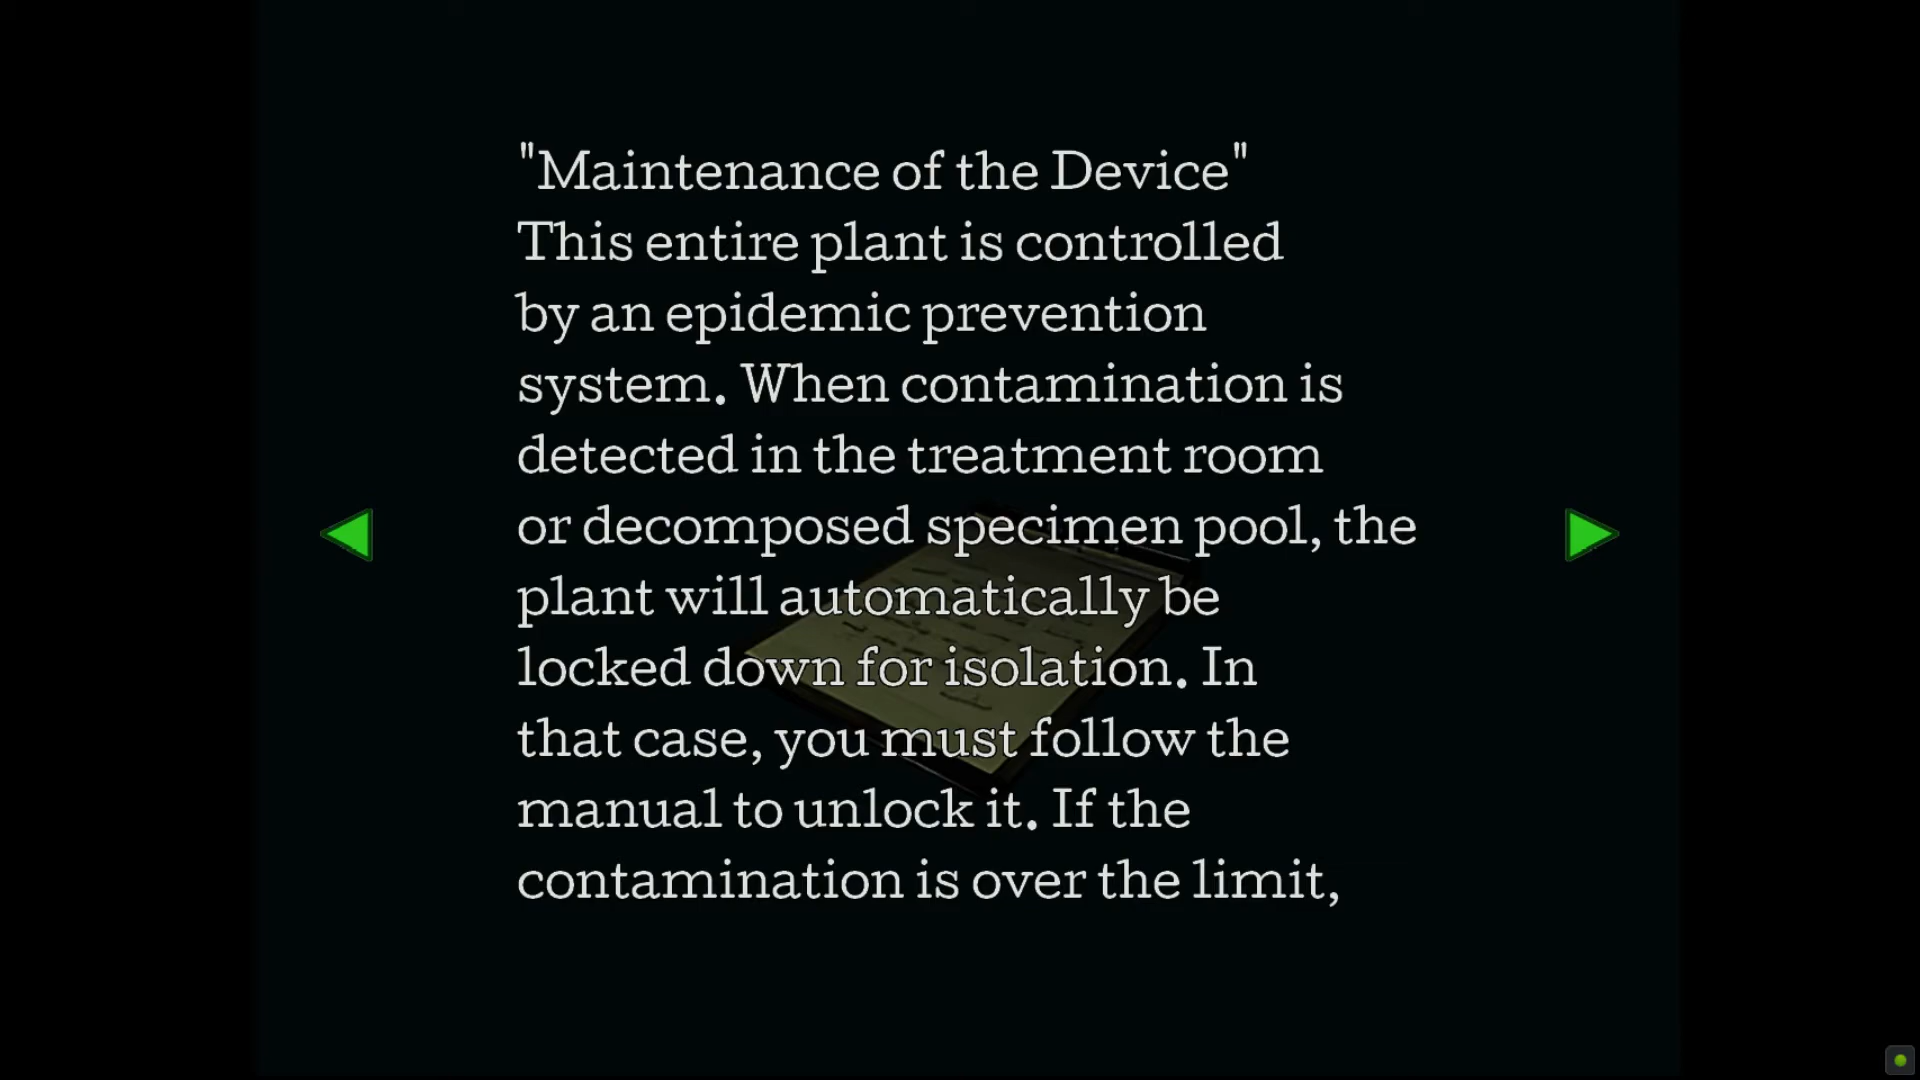 "Maintenance of the Device"
This entire plant is controlled
by an epidemic prevention
system. When contamination is
detected in the treatment room
or decomposed specimen pool, the
plant will automatically be
locked down for isolation. In
that case, you must follow the
manual to unlock it. If the
contamination is over the limit,